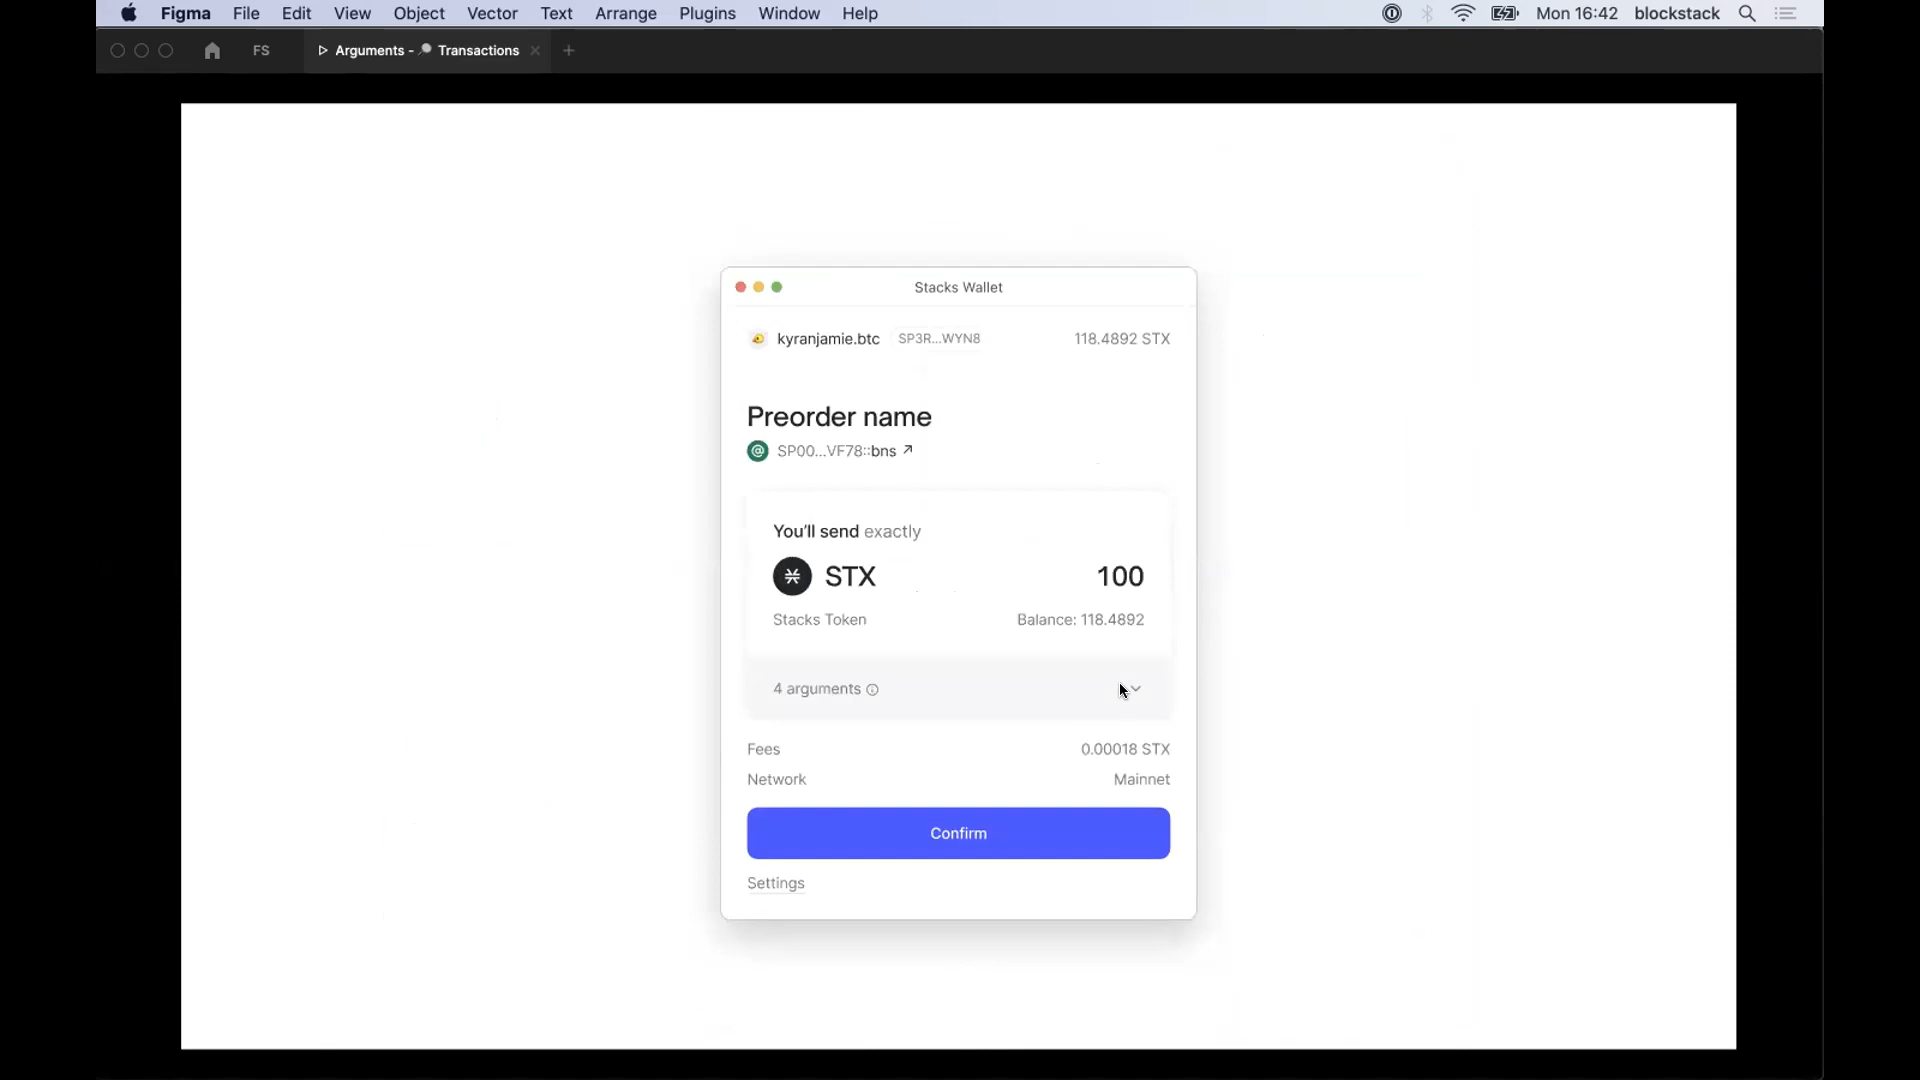 Figma File Edit View Object Vector Text Arrange Plugins Window Help Mon 16:42 blockstack
FS Arguments - Transactions
Stacks Wallet
kyranjamie.btc SP3R...WYN8 118.4892 STX
Preorder name
SP00...VF78::bns ↗
You'll send exactly
STX 100
Stacks Token Balance: 118.4892
4 arguments
Fees 0.00018 STX
Network Mainnet
Confirm
Settings